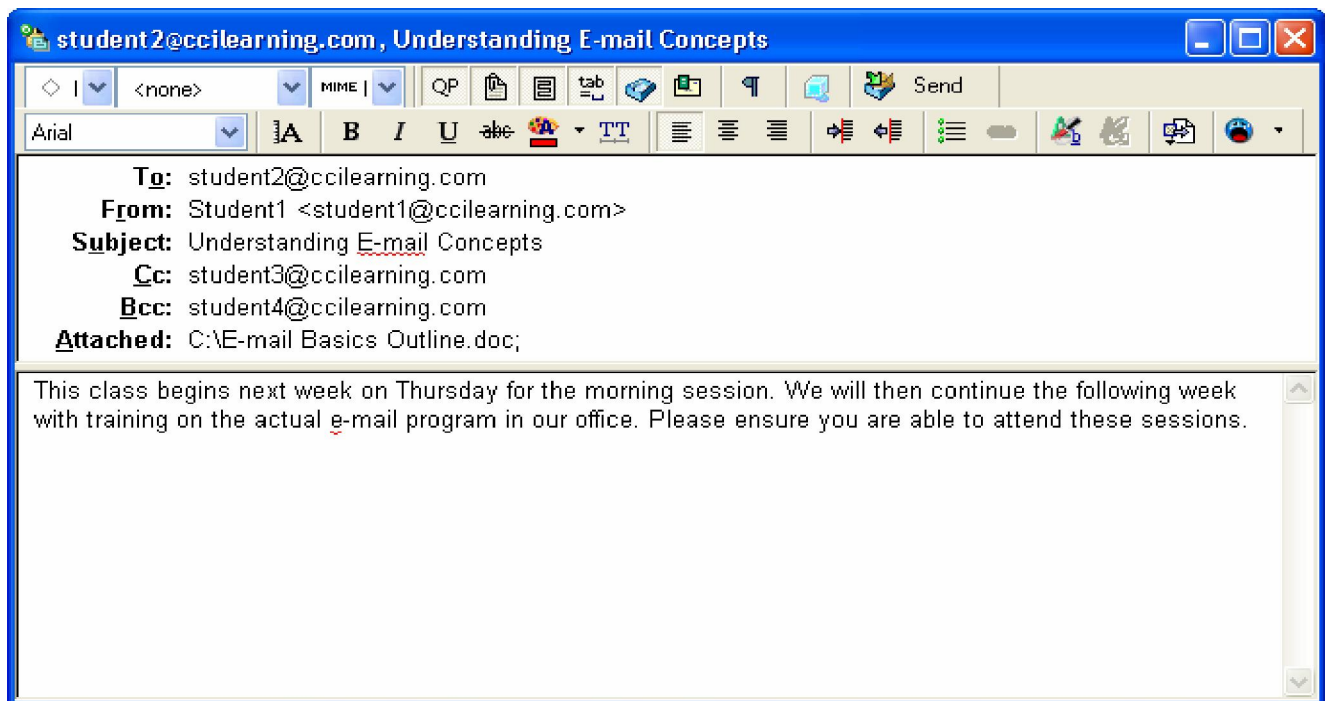 student2@ccilearning.com, Understanding E-mail Concepts
<none> MIME QP tab Send
Arial A B I U abc TT
To: student2@ccilearning.com
From: Student1 <student1@ccilearning.com>
Subject: Understanding E-mail Concepts
Cc: student3@ccilearning.com
Bcc: student4@ccilearning.com
Attached: C:\E-mail Basics Outline.doc;
This class begins next week on Thursday for the morning session. We will then continue the following week
with training on the actual e-mail program in our office. Please ensure you are able to attend these sessions.